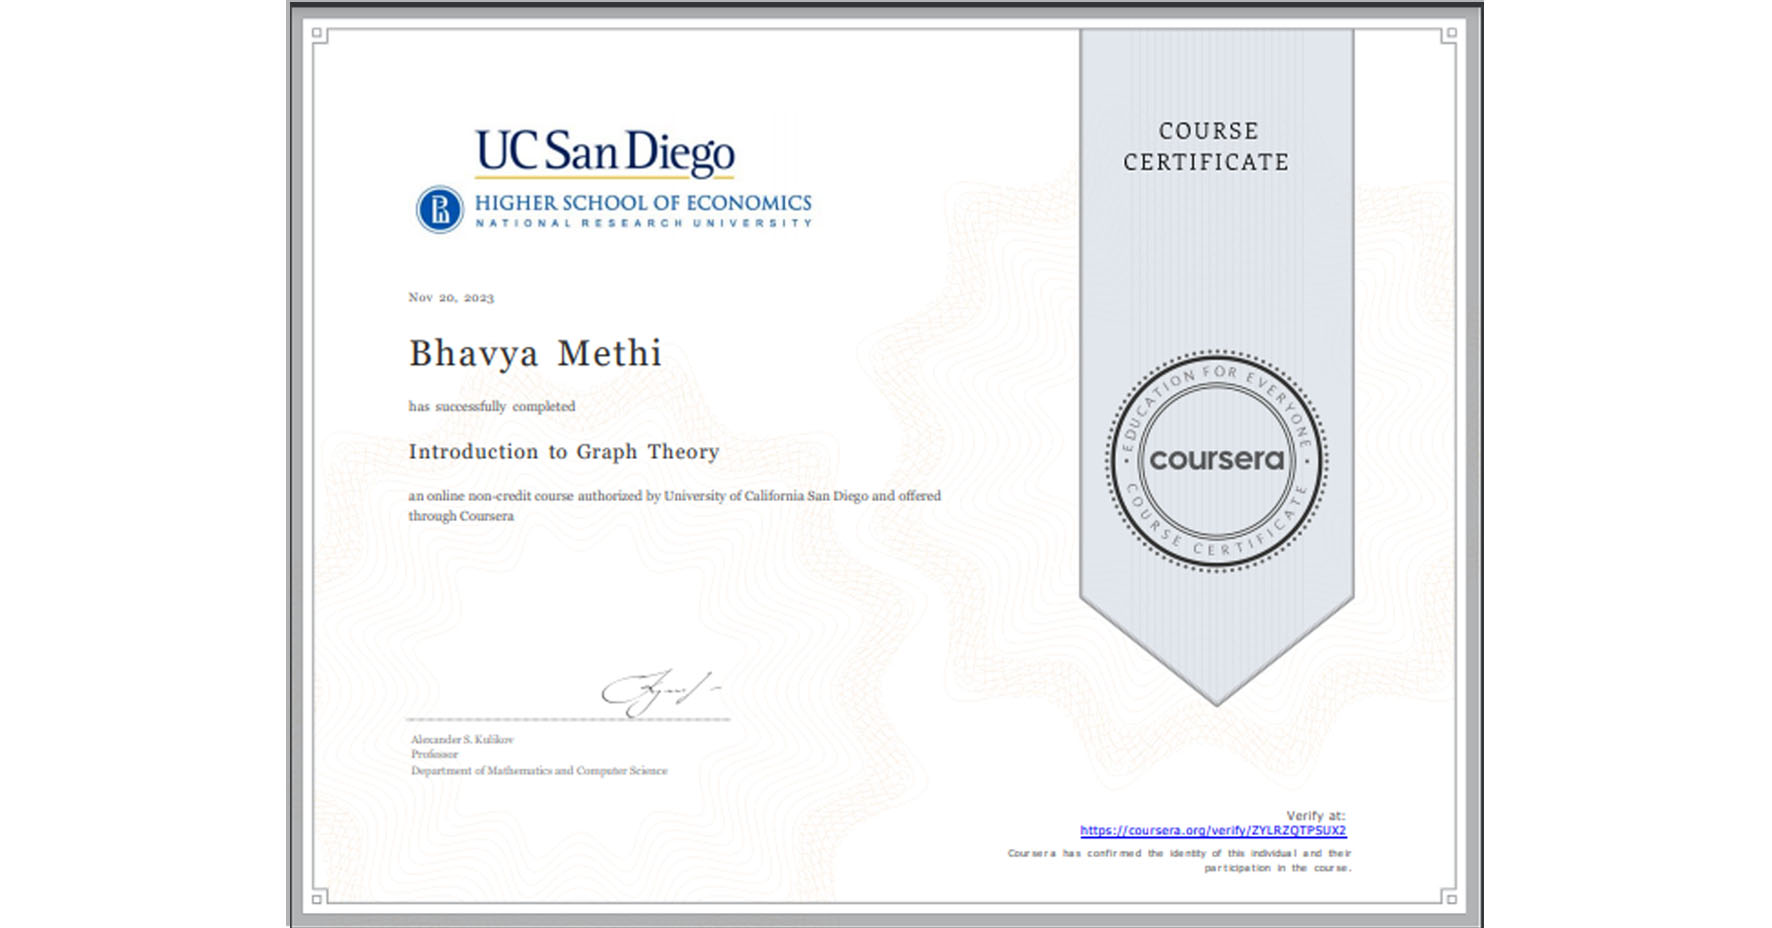 UC San Diego
HIGHER SCHOOL OF ECONOMICS
NATIONAL RESEARCH UNIVERSITY
Nov 20, 2023
Bhavya Methi
has successfully completed
Introduction to Graph Theory
an online non-credit course authorized by University of California San Diego and offered
through Coursera
Alexander S. Kulikov
Professor
Department of Mathematics and Computer Science
COURSE
CERTIFICATE
EDUCATION FOR EVERYONE
coursera
COURSE CERTIFICATE
Verify at:
https://coursera.org/verify/ZYLRZQTPSUX2
Coursera has confirmed the identity of this individual and their
participation in the course.